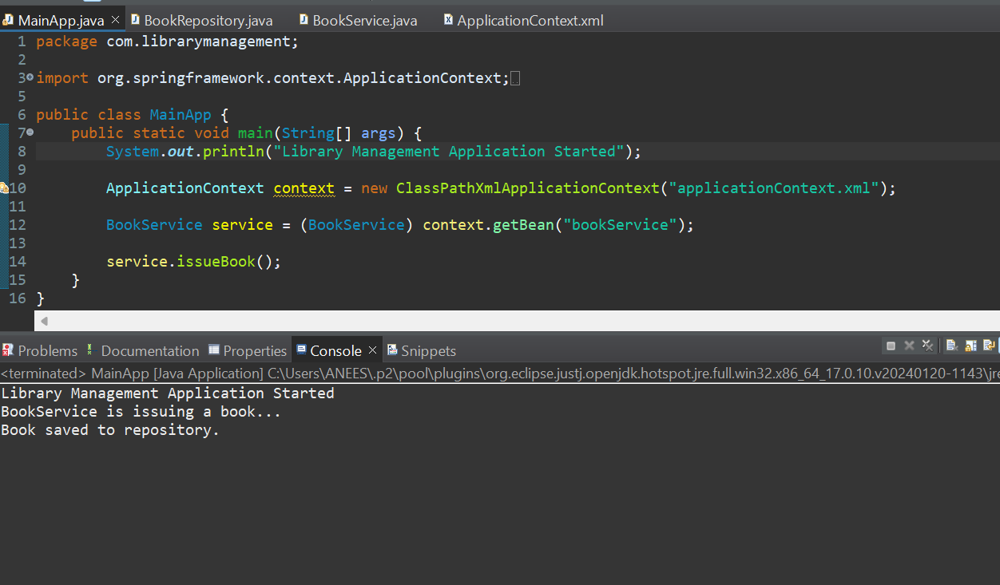 MainApp.java BookRepository.java BookService.java ApplicationContext.xml
1 package com.librarymanagement;
2
3 import org.springframework.context.ApplicationContext;
5
6 public class MainApp {
7 public static void main(String[] args) {
8 System.out.println("Library Management Application Started");
9
10 ApplicationContext context = new ClassPathXmlApplicationContext("applicationContext.xml");
11
12 BookService service = (BookService) context.getBean("bookService");
13
14 service.issueBook();
15 }
16 }
Problems Documentation Properties Console Snippets
<terminated> MainApp [Java Application] C:\Users\ANEES\.p2\pool\plugins\org.eclipse.justj.openjdk.hotspot.jre.full.win32.x86_64_17.0.10.v20240120-1143\jre
Library Management Application Started
BookService is issuing a book...
Book saved to repository.